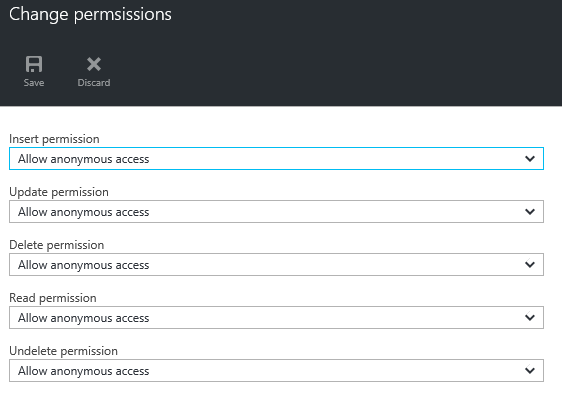 Change permsissions
Save
Discard
Insert permission
Allow anonymous access
Update permission
Allow anonymous access
Delete permission
Allow anonymous access
Read permission
Allow anonymous access
Undelete permission
Allow anonymous access